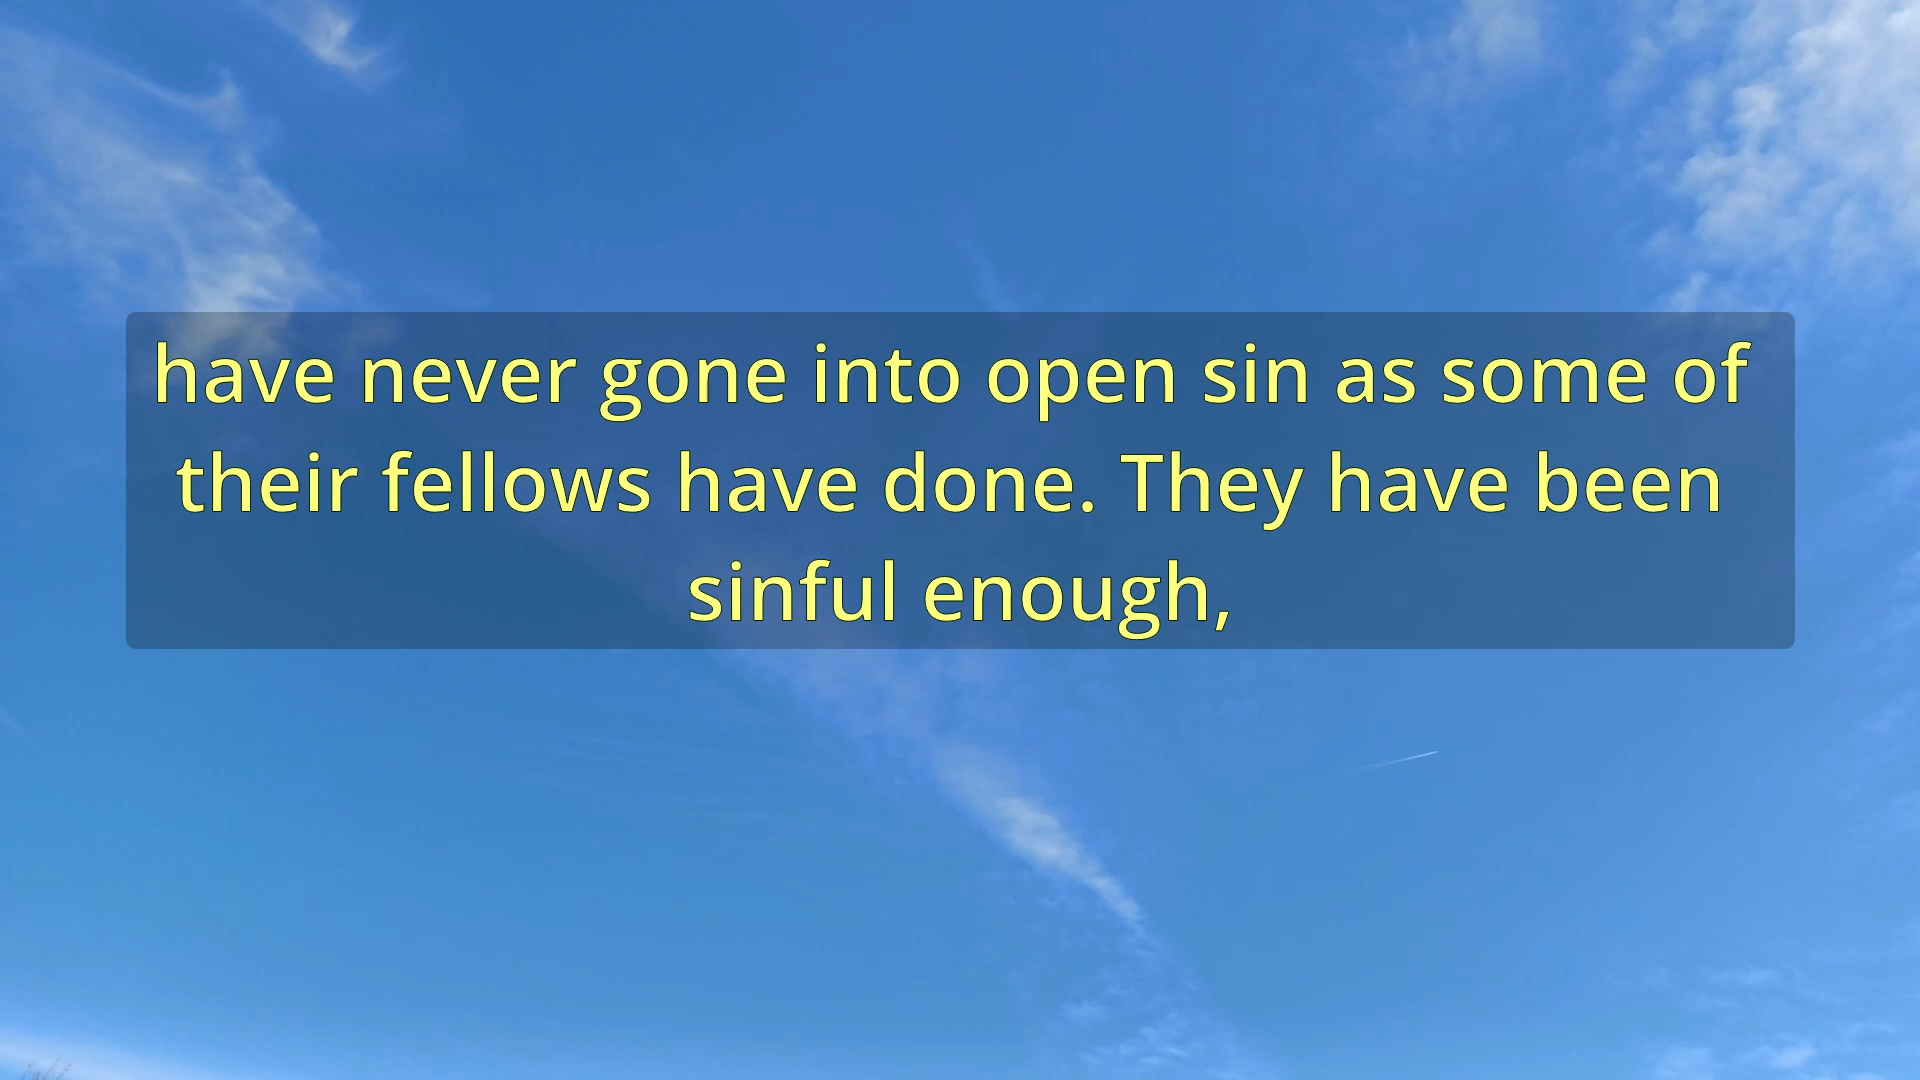 have never gone into open sin as some of
their fellows have done. They have been
sinful enough,